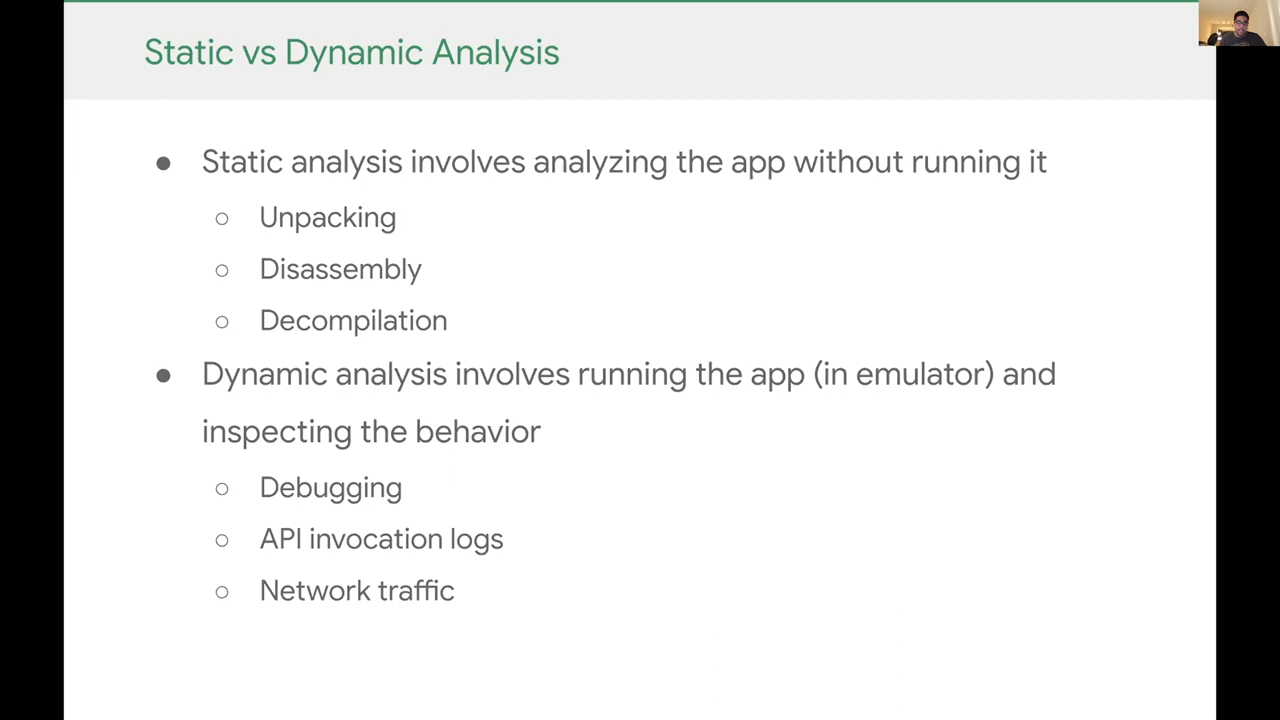 Static vs Dynamic Analysis
● Static analysis involves analyzing the app without running it
○ Unpacking
○ Disassembly
○ Decompilation
● Dynamic analysis involves running the app (in emulator) and
inspecting the behavior
○ Debugging
○ API invocation logs
○ Network traffic